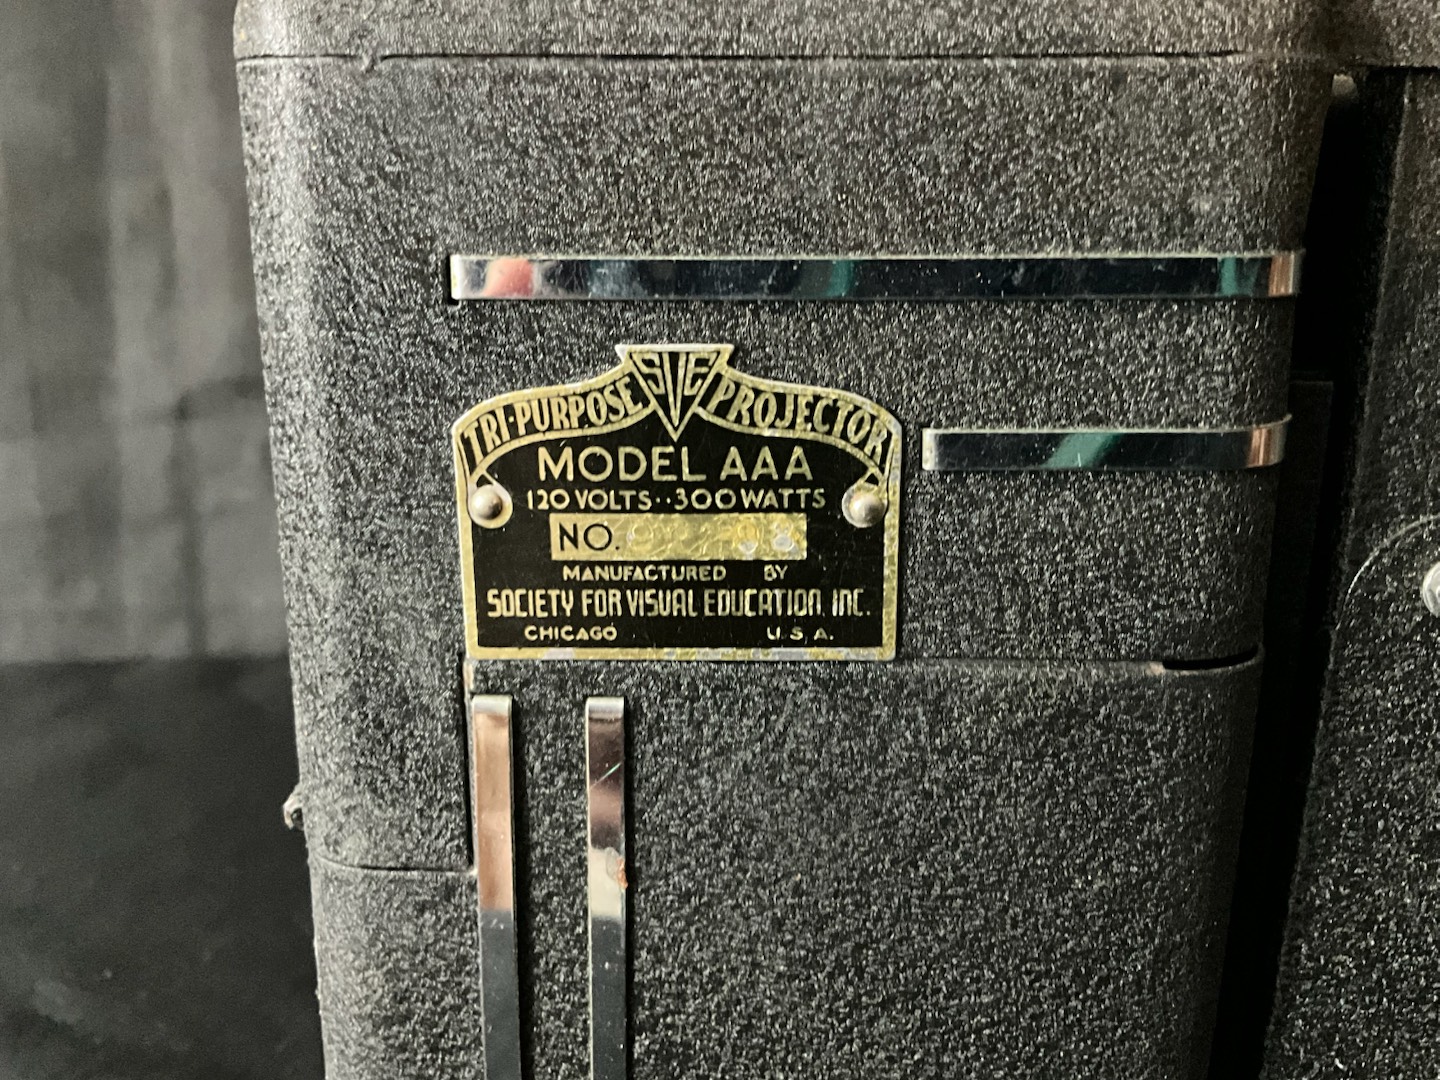 TRI-PURPOSE SVE PROJECTOR
MODEL AAA
120 VOLTS··300 WATTS
NO.
MANUFACTURED BY
SOCIETY FOR VISUAL EDUCATION, INC.
CHICAGO U.S.A.